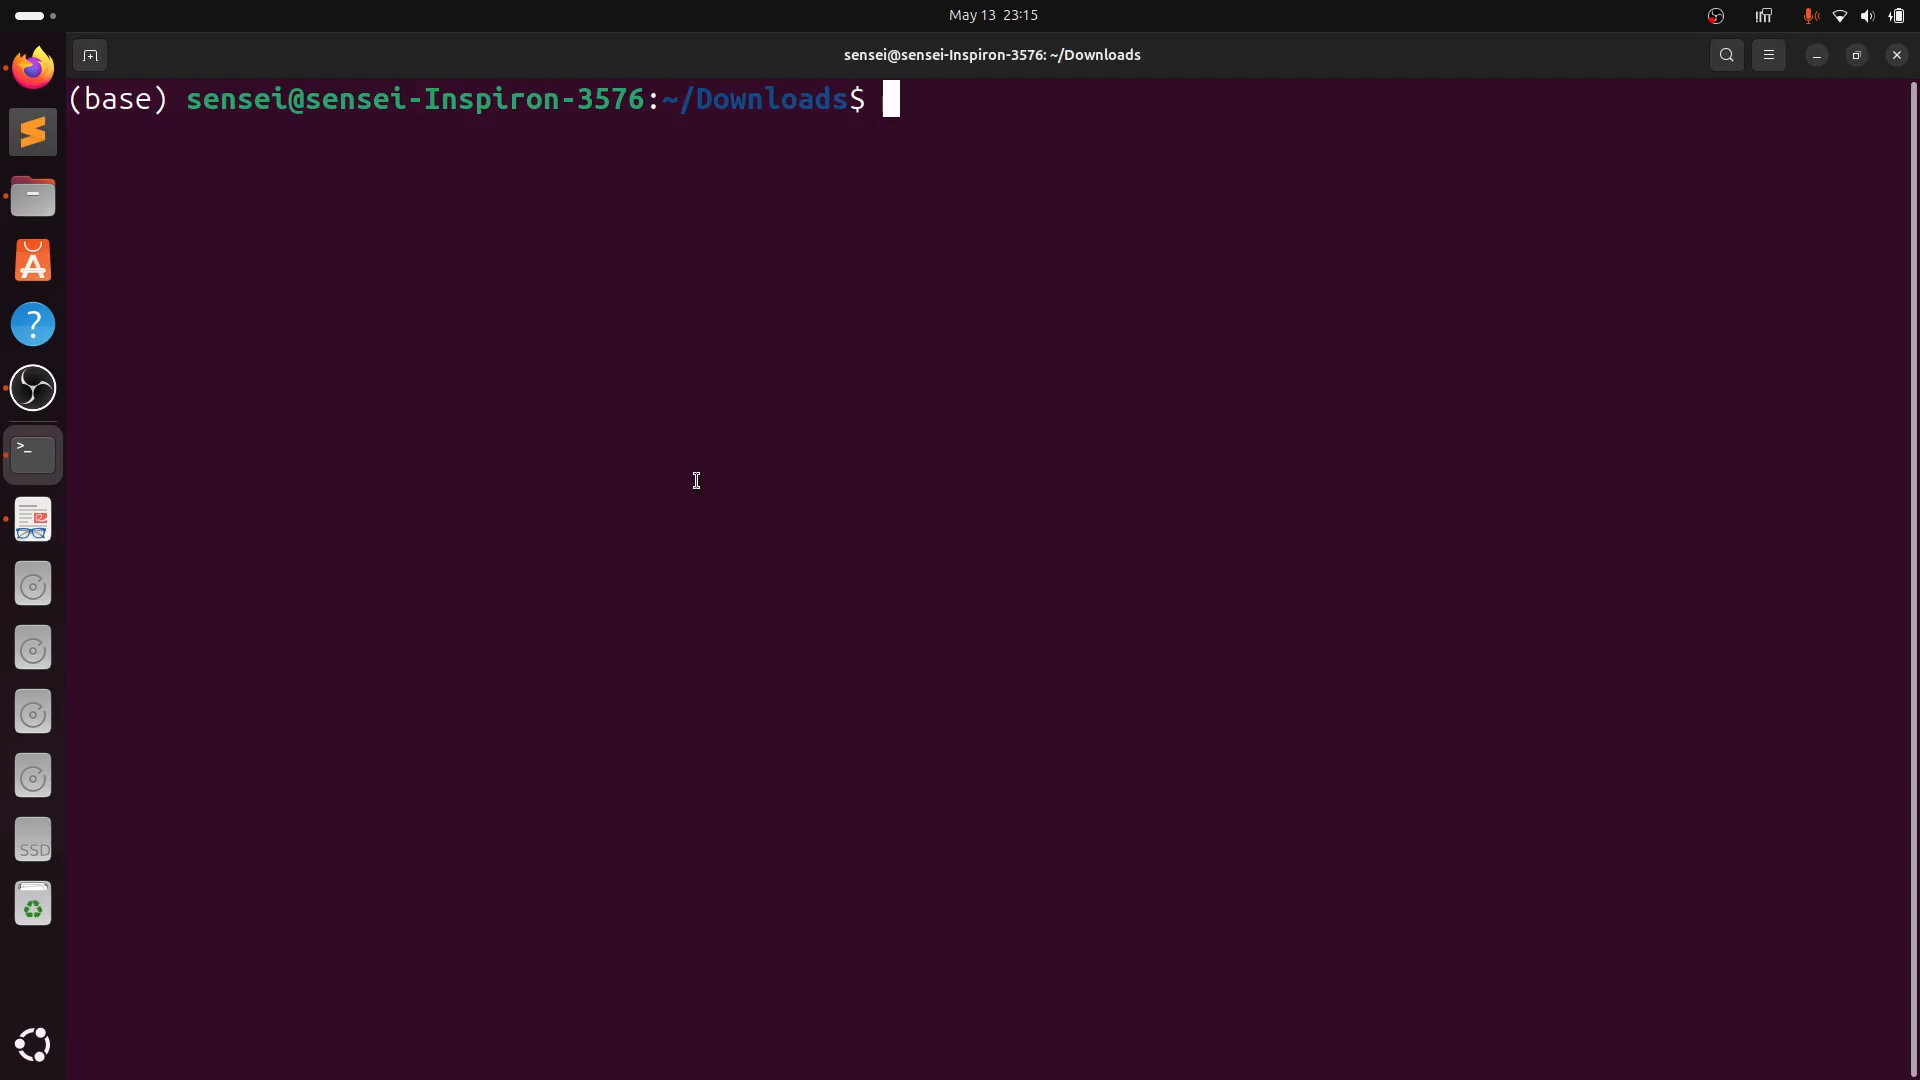 May 13 23:15
sensei@sensei-Inspiron-3576: ~/Downloads
(base) sensei@sensei-Inspiron-3576:~/Downloads$
>_
?
SSD